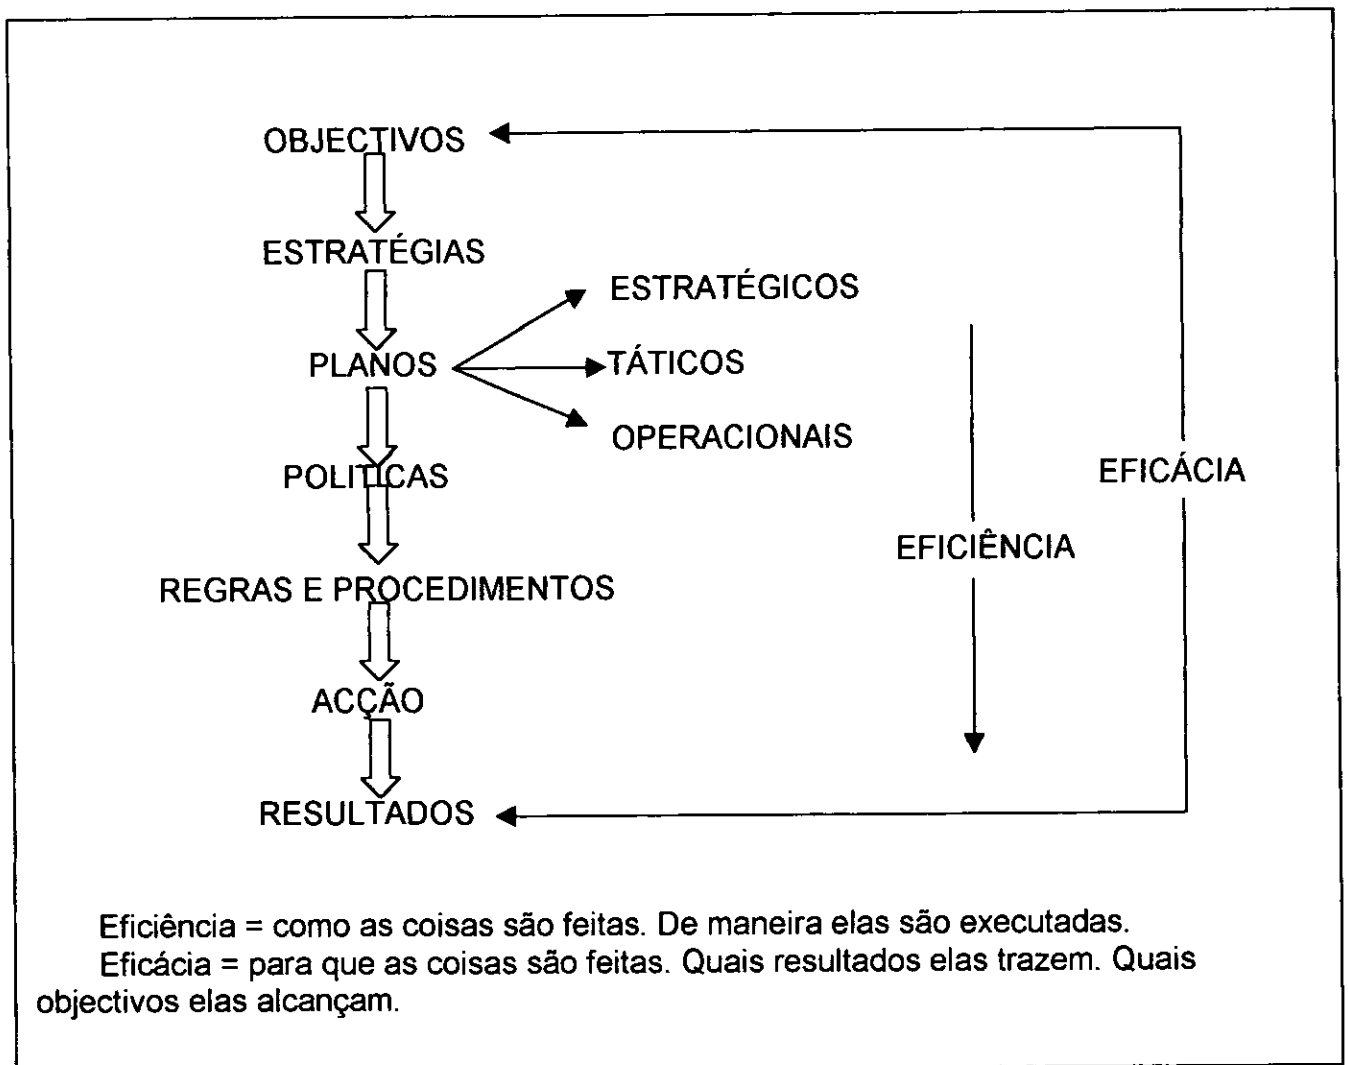 OBJECTIVOS
ESTRATÉGIAS
ESTRATÉGICOS
PLANOS
TÁTICOS
OPERACIONAIS
POLITICAS
EFICÁCIA
EFICIÊNCIA
REGRAS E PROCEDIMENTOS
ACÇÃO
RESULTADOS
Eficiência = como as coisas são feitas. De maneira elas são executadas.
Eficácia = para que as coisas são feitas. Quais resultados elas trazem. Quais
objectivos elas alcançam.